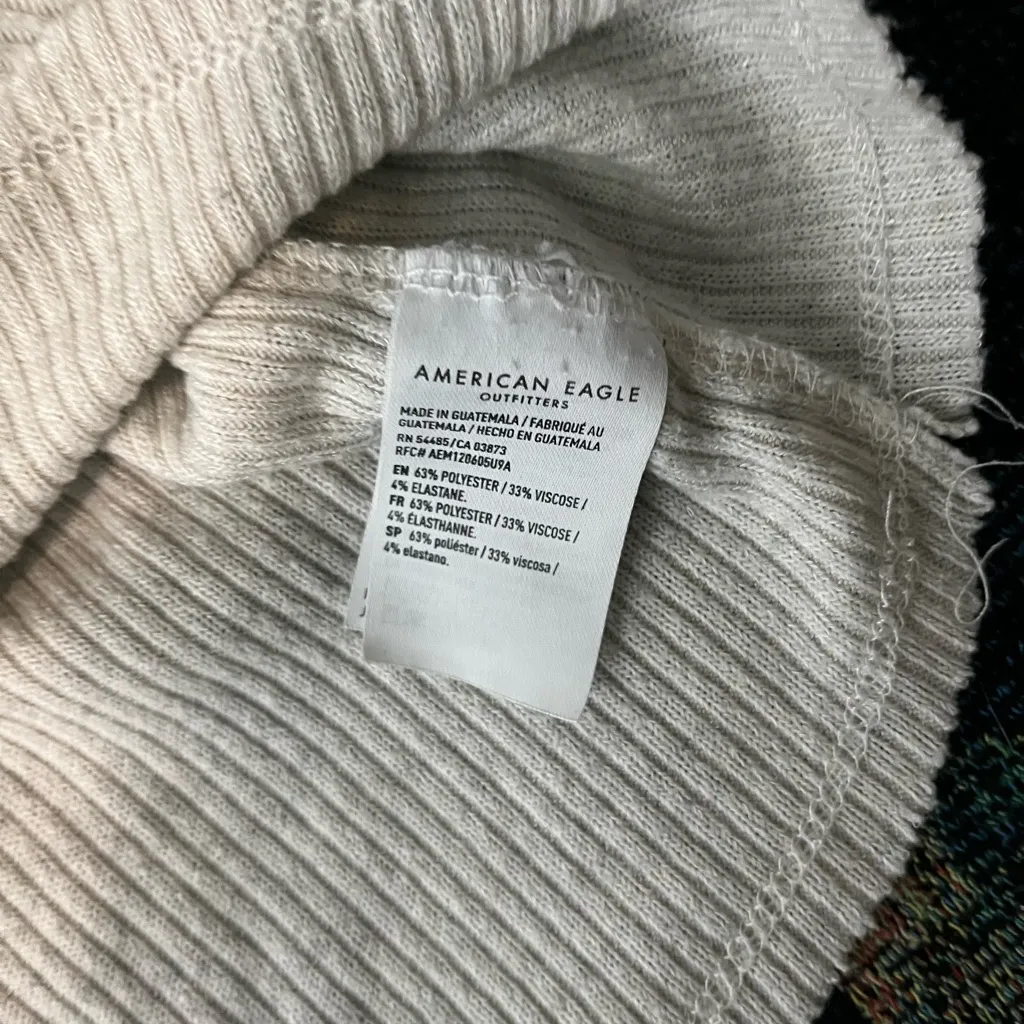 AMERICAN EAGLE
OUTFITTERS
MADE IN GUATEMALA / FABRIQUÉ AU
GUATEMALA / HECHO EN GUATEMALA
RN 54485/CA 03873
RFC# AEM120605U9A
EN 63% POLYESTER / 33% VISCOSE /
4% ELASTANE.
FR 63% POLYESTER / 33% VISCOSE /
4% ÉLASTHANNE.
SP 63% poliéster / 33% viscosa /
4% elastano.